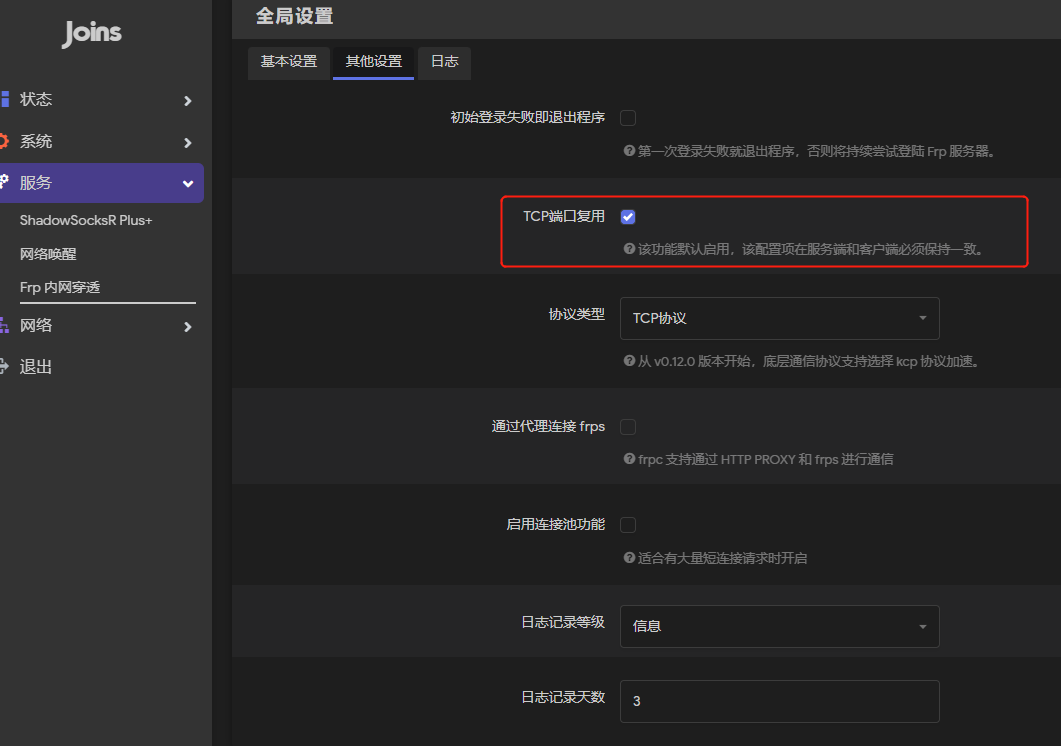 Joins
状态
系统
服务
ShadowSocksR Plus+
网络唤醒
Frp 内网穿透
网络
退出
全局设置
基本设置
其他设置
日志
初始登录失败即退出程序
第一次登录失败就退出程序，否则将持续尝试登陆 Frp 服务器。
TCP端口复用
该功能默认启用，该配置项在服务端和客户端必须保持一致。
协议类型
TCP协议
从 v0.12.0 版本开始，底层通信协议支持选择 kcp 协议加速。
通过代理连接 frps
frpc 支持通过 HTTP PROXY 和 frps 进行通信
启用连接池功能
适合有大量短连接请求时开启
日志记录等级
信息
日志记录天数
3